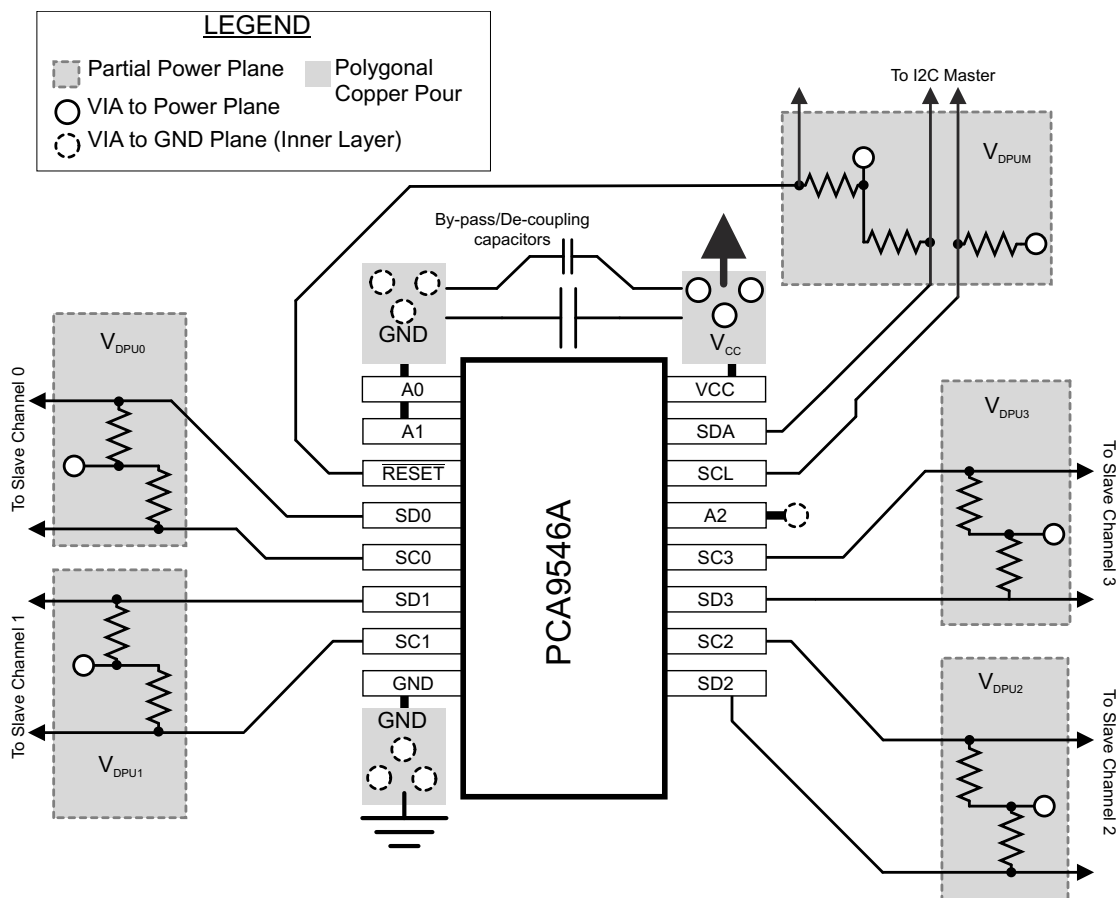 LEGEND
Partial Power Plane
Polygonal
Copper Pour
VIA to Power Plane
VIA to GND Plane (Inner Layer)
To I2C Master
VDPUM
By-pass/De-coupling
capacitors
GND
VCC
VDPU0
To Slave Channel 0
A0
A1
RESET
SD0
SC0
SD1
SC1
GND
PCA9546A
VCC
SDA
SCL
A2
SC3
SD3
SC2
SD2
VDPU3
To Slave Channel 3
To Slave Channel 1
VDPU1
GND
VDPU2
To Slave Channel 2